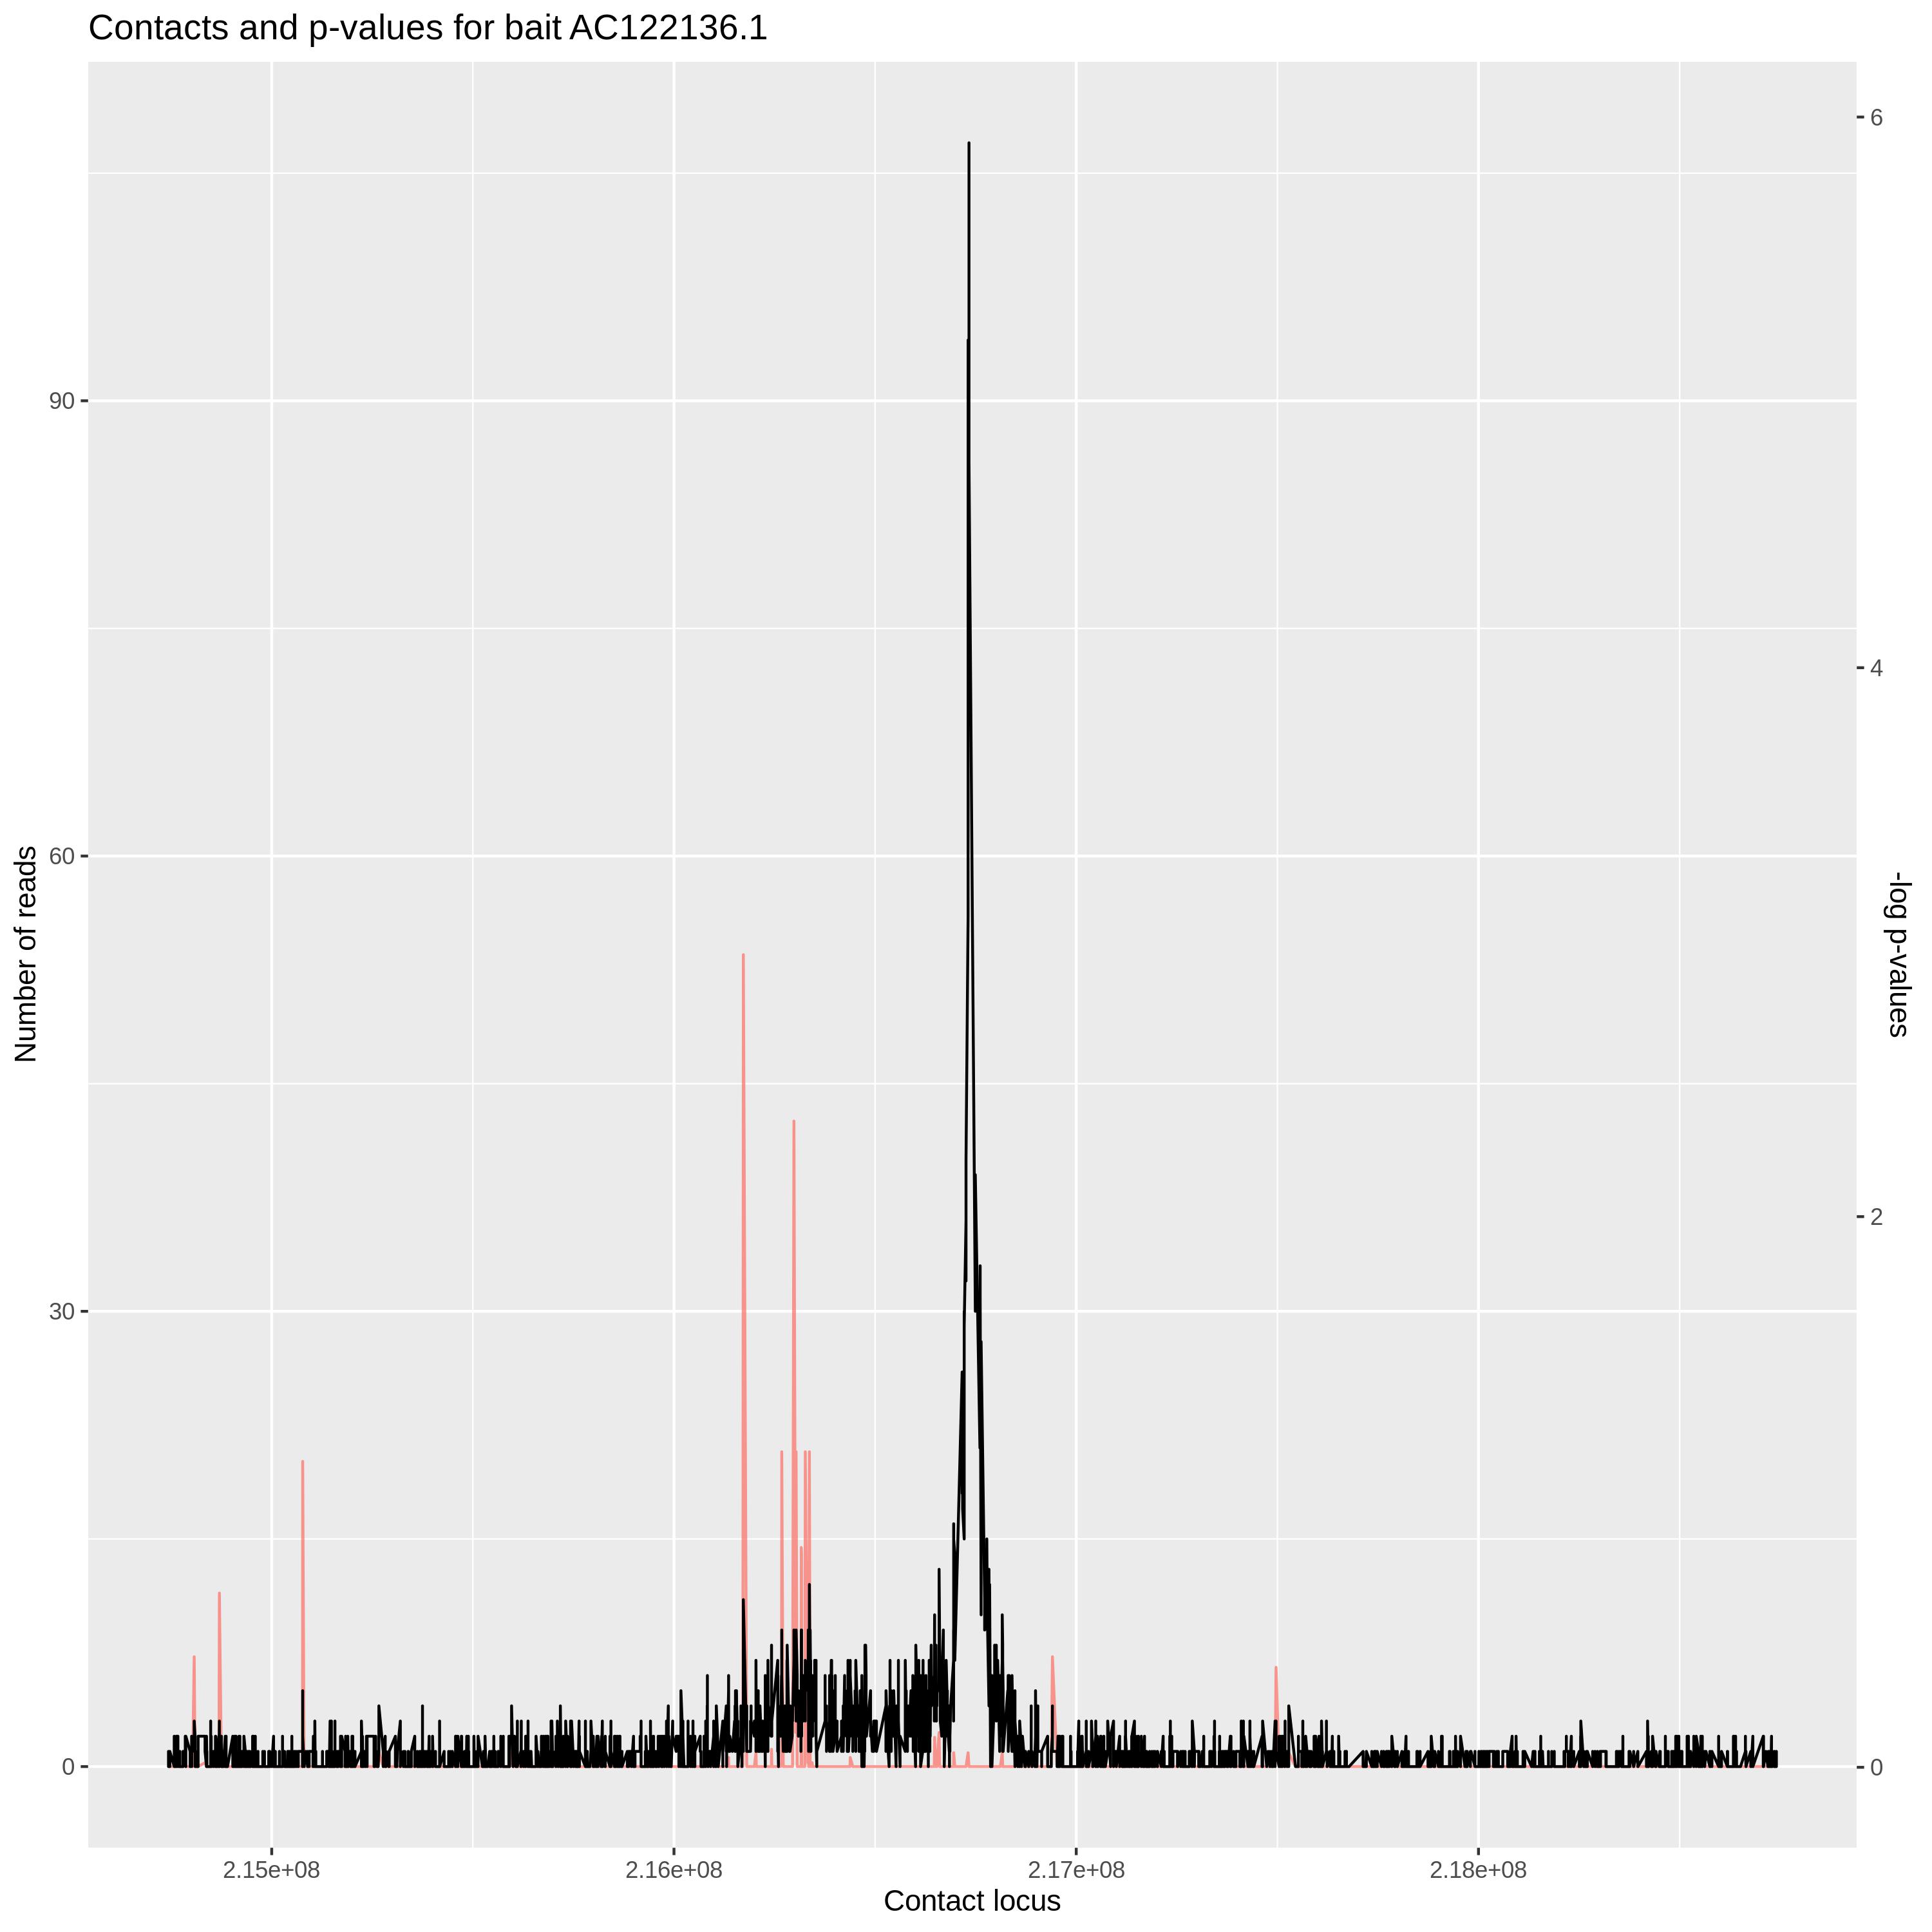 Contacts and p-values for bait AC122136.1
6
90
4
60
Number of reads
-log p-values
2
30
0
0
2.15e+08 2.16e+08 2.17e+08 2.18e+08
Contact locus